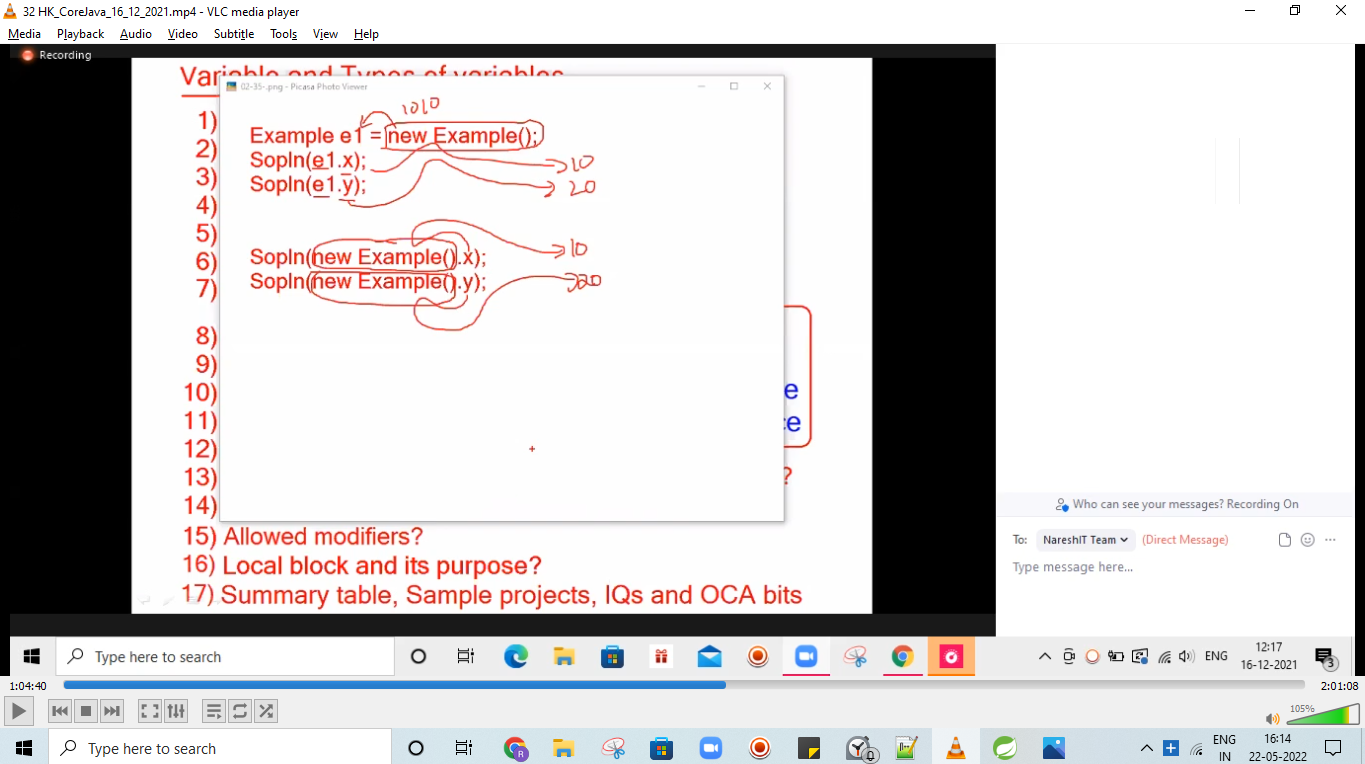 32 HK_CoreJava_16_12_2021.mp4 - VLC media player
Media Playback Audio Video Subtitle Tools View Help
Recording
Variable and Types of variables
02-35-.png - Picasa Photo Viewer
1010
1)
Example e1 = new Example();
2)
Sopln(e1.x);
10
3)
Sopln(e1.y);
20
4)
5)
6)
Sopln(new Example().x);
10
7)
Sopln(new Example().y);
20
8)
9)
10)
e
11)
e
12)
13)
?
14)
15) Allowed modifiers?
16) Local block and its purpose?
17) Summary table, Sample projects, IQs and OCA bits
Who can see your messages? Recording On
To: NareshIT Team (Direct Message)
Type message here...
Type here to search
ENG
12:17
16-12-2021
3
1:04:40
2:01:08
105%
Type here to search
R
ENG
IN
16:14
22-05-2022